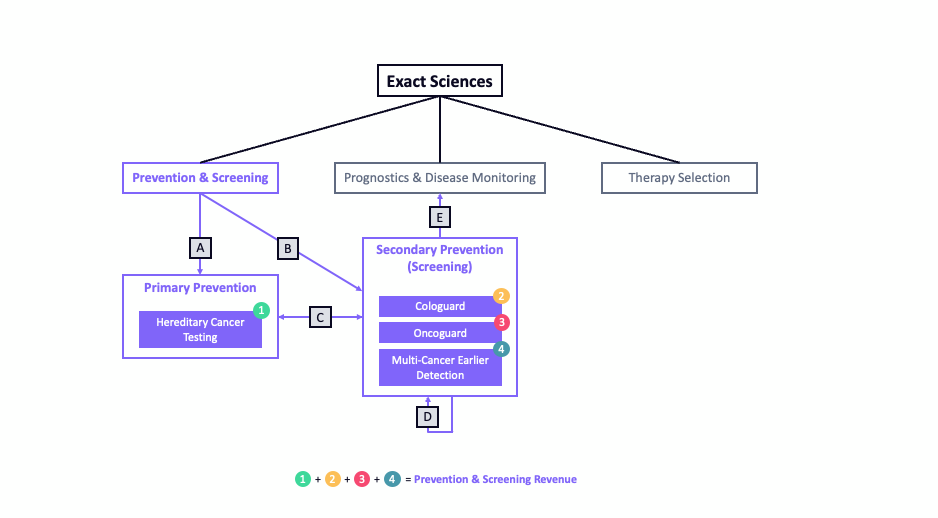 Exact Sciences
Prevention & Screening
Prognostics & Disease Monitoring
Therapy Selection
E
A
B
Secondary Prevention
(Screening)
Primary Prevention
2
Cologuard
1
Hereditary Cancer
Testing
C
3
Oncoguard
4
Multi-Cancer Earlier
Detection
D
1 + 2 + 3 + 4 = Prevention & Screening Revenue